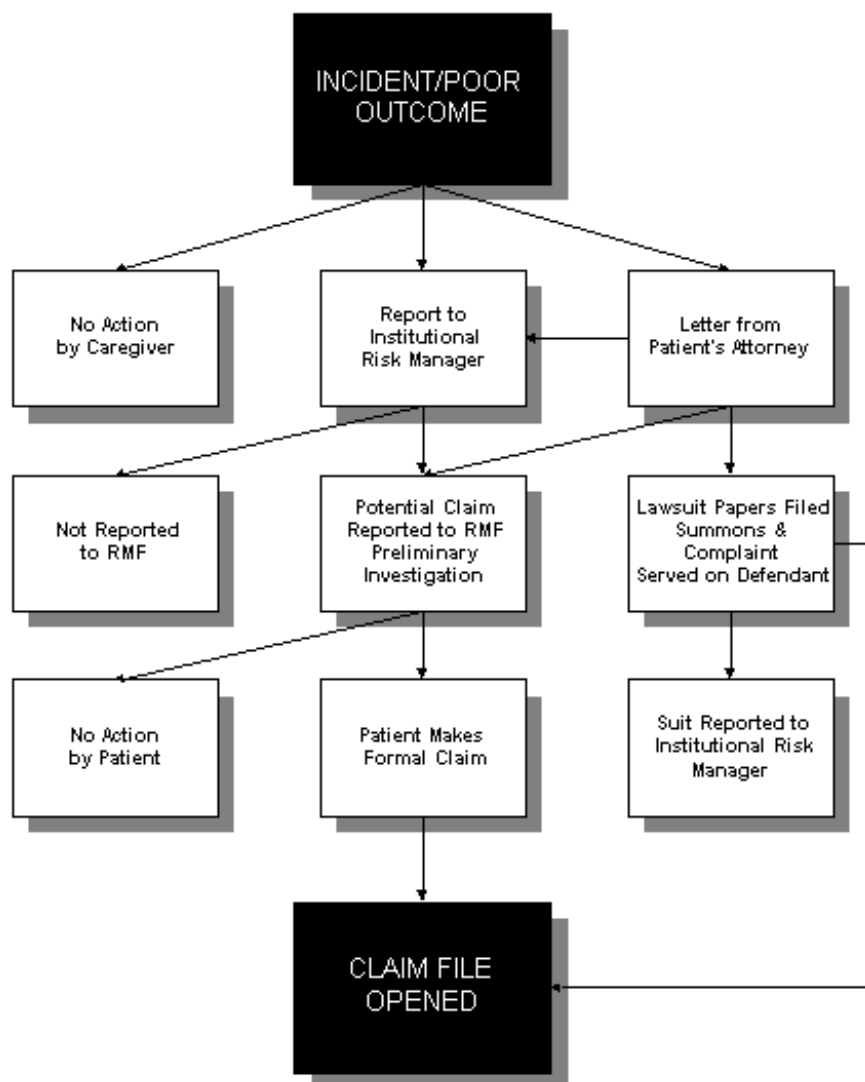 INCIDENT/POOR
OUTCOME
No Action
by Caregiver
Report to
Institutional
Risk Manager
Letter from
Patient's Attorney
Not Reported
to RMF
Potential Claim
Reported to RMF
Preliminary
Investigation
Lawsuit Papers Filed
Summons &
Complaint
Served on Defendant
No Action
by Patient
Patient Makes
Formal Claim
Suit Reported to
Institutional Risk
Manager
CLAIM FILE
OPENED